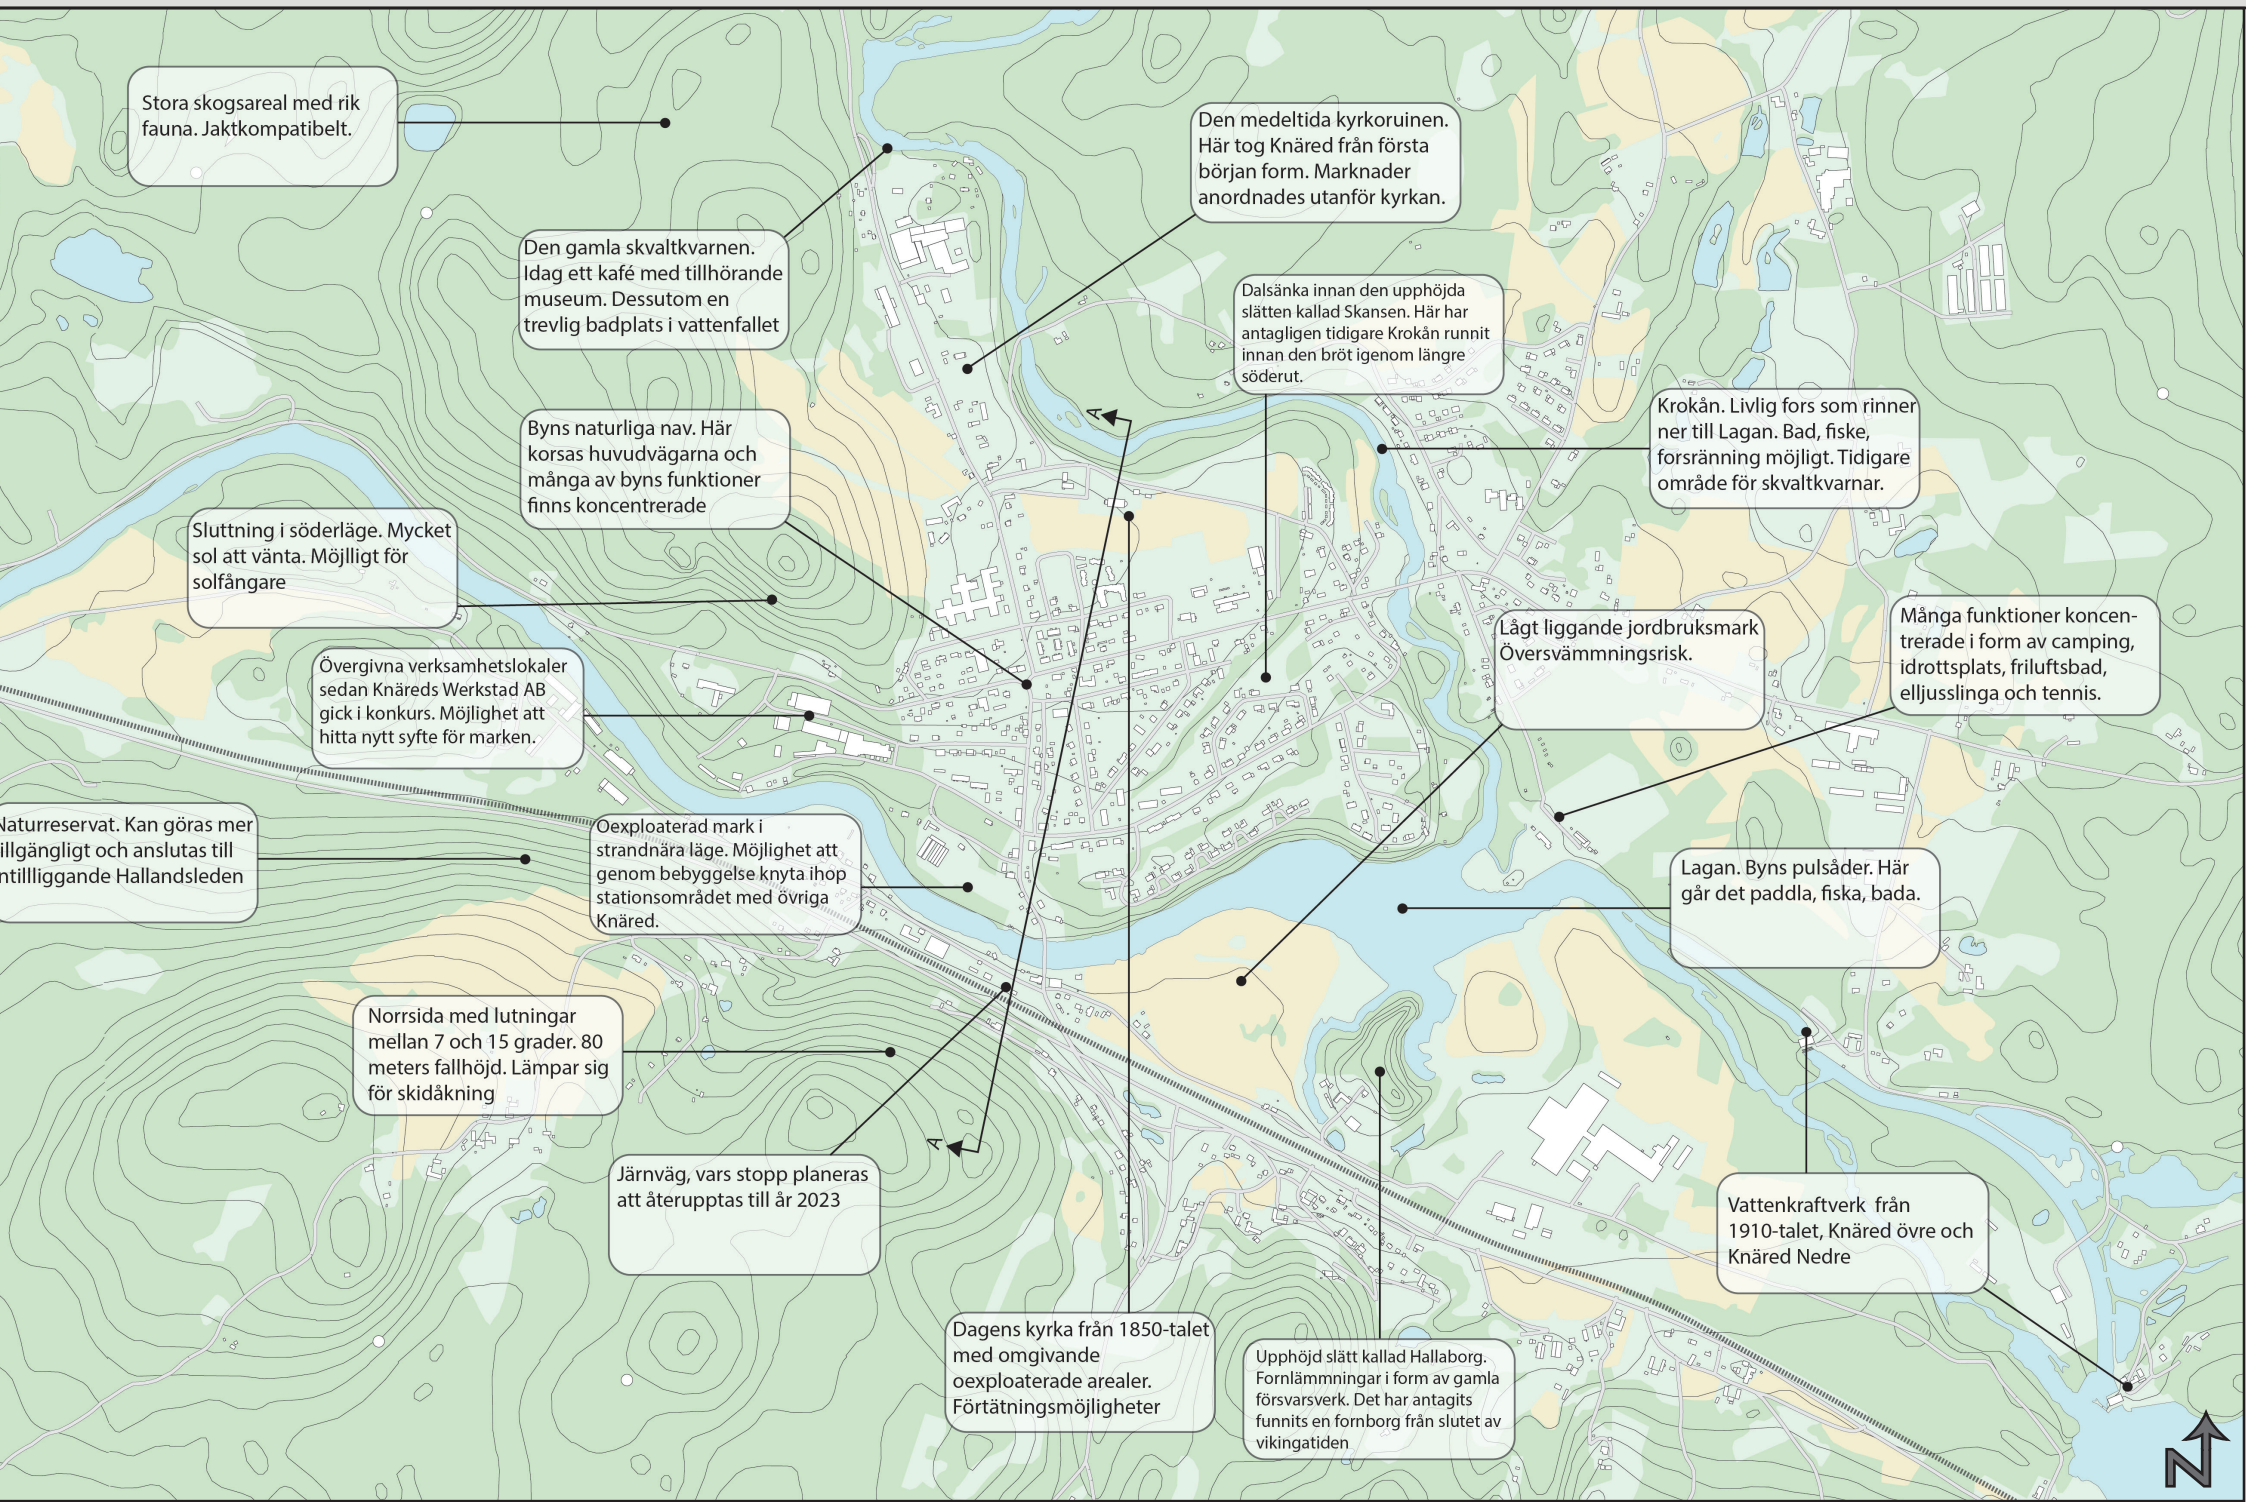 Stora skogsareal med rik
fauna. Jaktkompatibelt.
Den medeltida kyrkoruinen.
Här tog Knäred från första
början form. Marknader
anordnades utanför kyrkan.
Den gamla skvaltkvarnen.
Idag ett kafé med tillhörande
museum. Dessutom en
trevlig badplats i vattenfallet
Dalsänka innan den upphöjda
slätten kallad Skansen. Här har
antagligen tidigare Krokån runnit
innan den bröt igenom längre
söderut.
Krokån. Livlig fors som rinner
ner till Lagan. Bad, fiske,
forsränning möjligt. Tidigare
område för skvaltkvarnar.
A
Byns naturliga nav. Här
korsas huvudvägarna och
många av byns funktioner
finns koncentrerade
Sluttning i söderläge. Mycket
sol att vänta. Möjlligt för
solfångare
Många funktioner koncen-
trerade i form av camping,
idrottsplats, friluftsbad,
elljusslinga och tennis.
Lågt liggande jordbruksmark
Översvämmningsrisk.
Övergivna verksamhetslokaler
sedan Knäreds Werkstad AB
gick i konkurs. Möjlighet att
hitta nytt syfte för marken.
Naturreservat. Kan göras mer
illgängligt och anslutas till
ntillliggande Hallandsleden
Oexploaterad mark i
strandnära läge. Möjlighet att
genom bebyggelse knyta ihop
stationsområdet med övriga
Knäred.
Lagan. Byns pulsåder. Här
går det paddla, fiska, bada.
Norrsida med lutningar
mellan 7 och 15 grader. 80
meters fallhöjd. Lämpar sig
för skidåkning
A
Järnväg, vars stopp planeras
att återupptas till år 2023
Vattenkraftverk från
1910-talet, Knäred övre och
Knäred Nedre
Dagens kyrka från 1850-talet
med omgivande
oexploaterade arealer.
Förtätningsmöjligheter
Upphöjd slätt kallad Hallaborg.
Fornlämmningar i form av gamla
försvarsverk. Det har antagits
funnits en fornborg från slutet av
vikingatiden
N